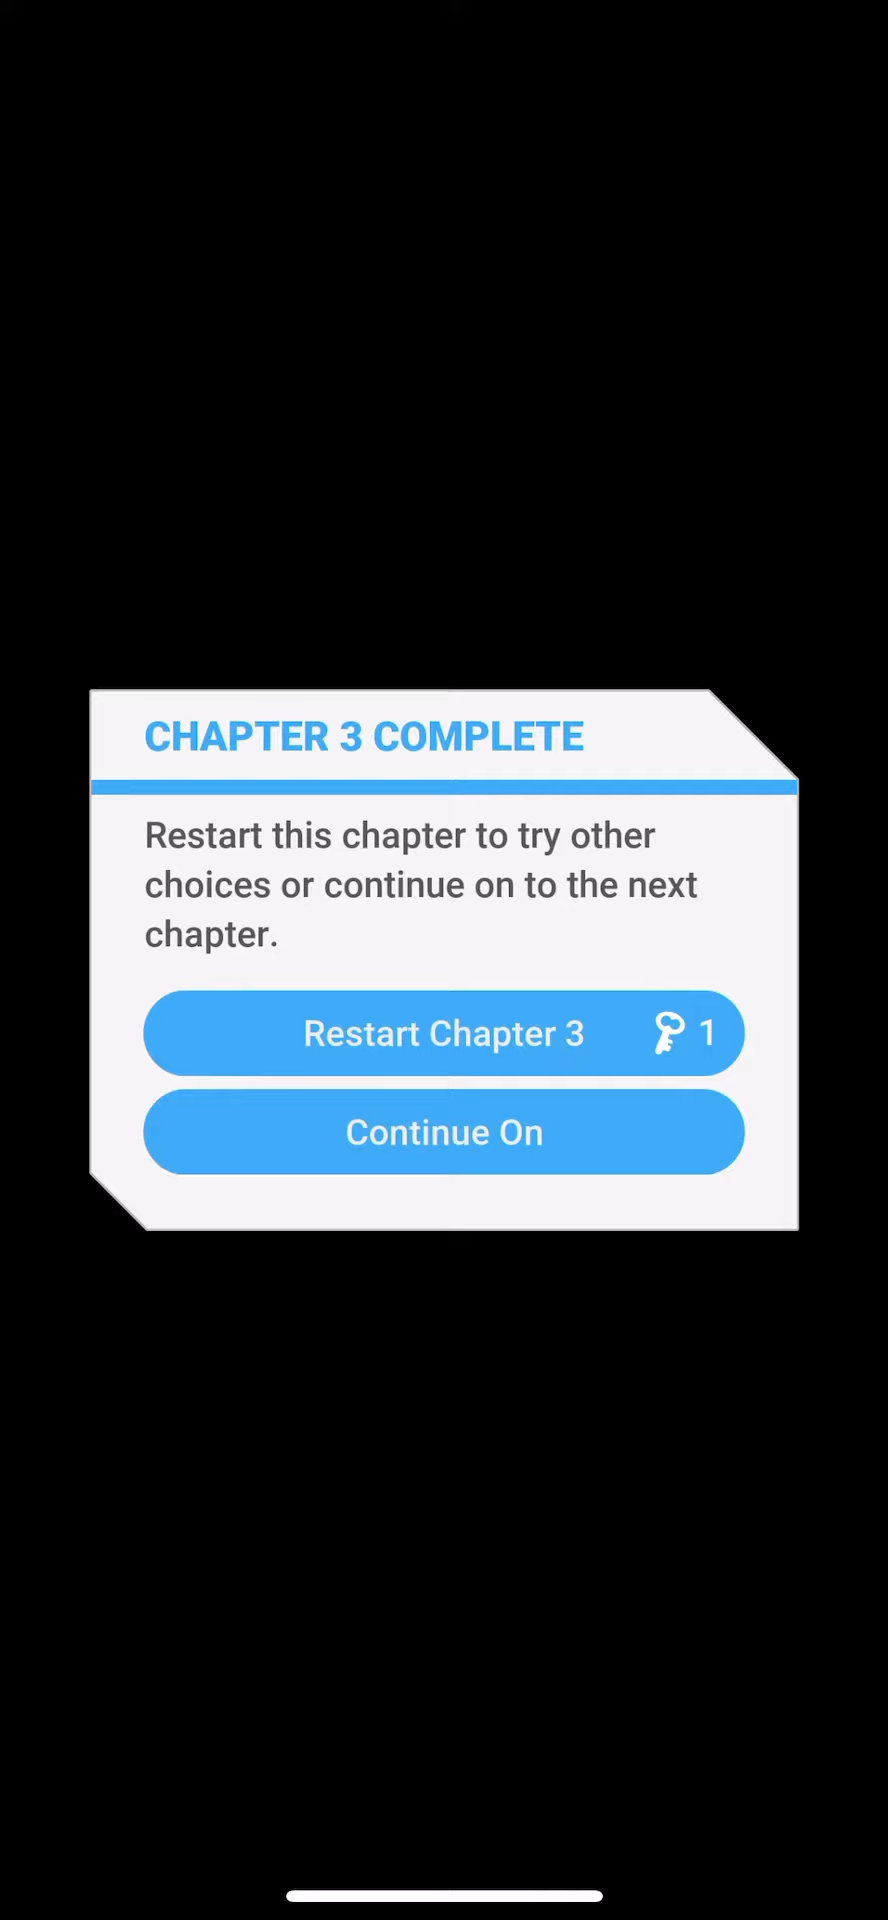 CHAPTER 3 COMPLETE
Restart this chapter to try other
choices or continue on to the next
chapter.
Restart Chapter 3 1
Continue On